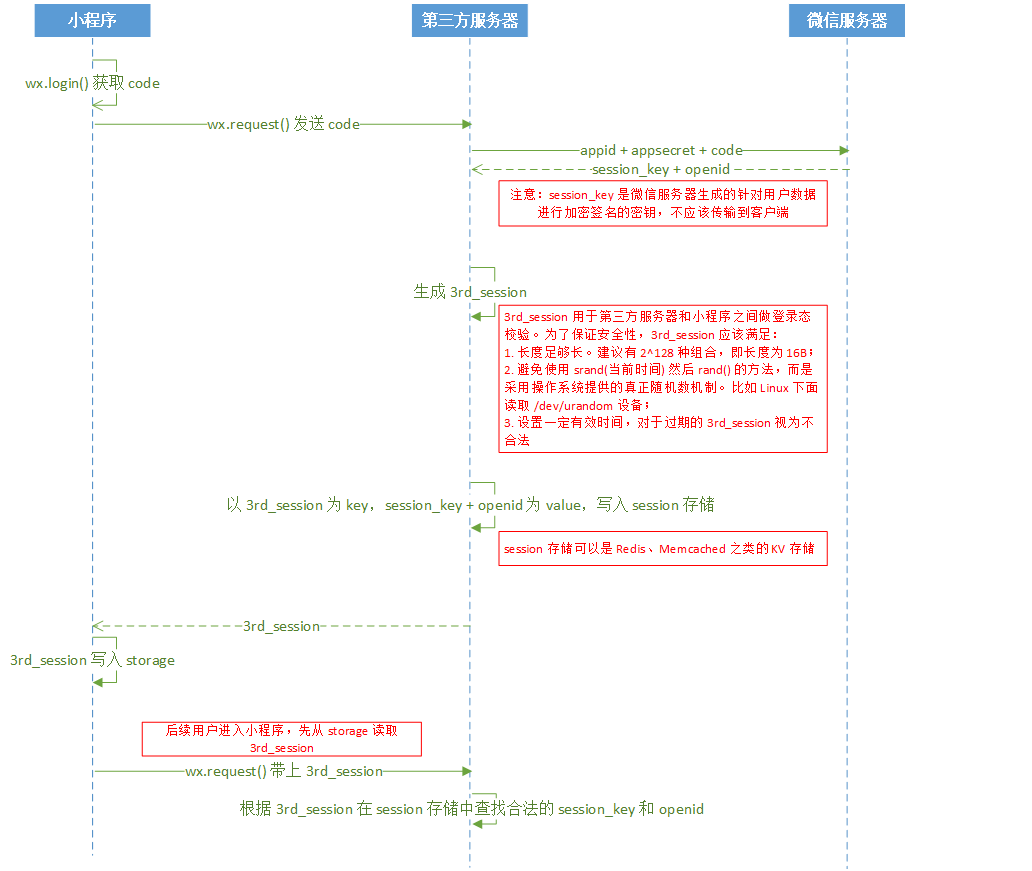 小程序
第三方服务器
微信服务器
wx.login() 获取 code
wx.request() 发送 code
appid + appsecret + code
session_key + openid
注意：session_key 是微信服务器生成的针对用户数据
进行加密签名的密钥，不应该传输到客户端
生成 3rd_session
3rd_session 用于第三方服务器和小程序之间做登录态
校验。为了保证安全性，3rd_session 应该满足：
1. 长度足够长。建议有 2^128 种组合，即长度为 16B；
2. 避免使用 srand(当前时间) 然后 rand() 的方法，而是
采用操作系统提供的真正随机数机制。比如 Linux 下面
读取 /dev/urandom 设备；
3. 设置一定有效时间，对于过期的 3rd_session 视为不
合法
以 3rd_session 为 key，session_key + openid 为 value，写入 session 存储
session 存储可以是 Redis、Memcached 之类的 KV 存储
3rd_session
3rd_session 写入 storage
后续用户进入小程序，先从 storage 读取
3rd_session
wx.request() 带上 3rd_session
根据 3rd_session 在 session 存储中查找合法的 session_key 和 openid